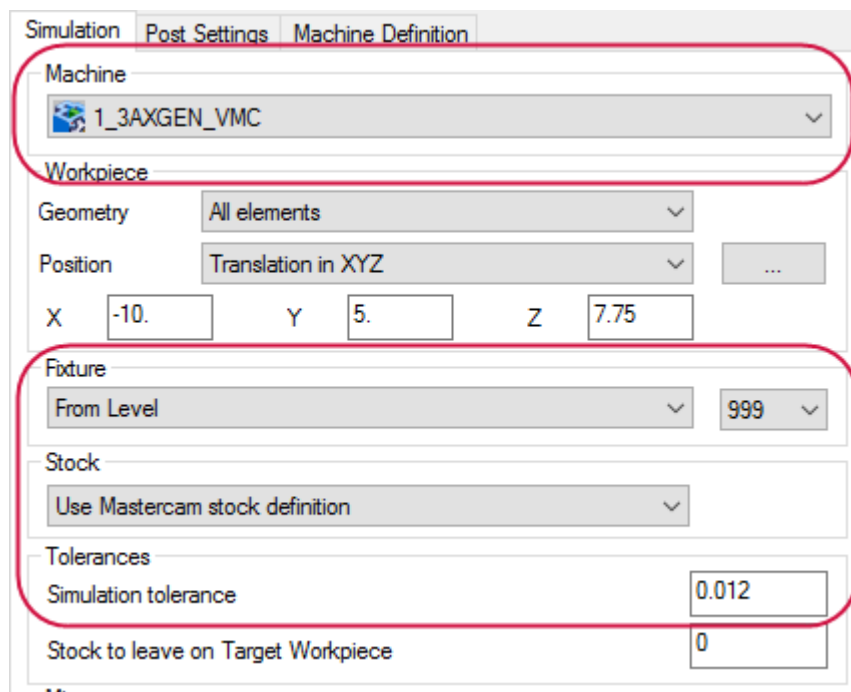 Simulation Post Settings Machine Definition
Machine
1_3AXGEN_VMC
Workpiece
Geometry All elements
Position Translation in XYZ ...
X -10. Y 5. Z 7.75
Fixture
From Level 999
Stock
Use Mastercam stock definition
Tolerances
Simulation tolerance 0.012
Stock to leave on Target Workpiece 0